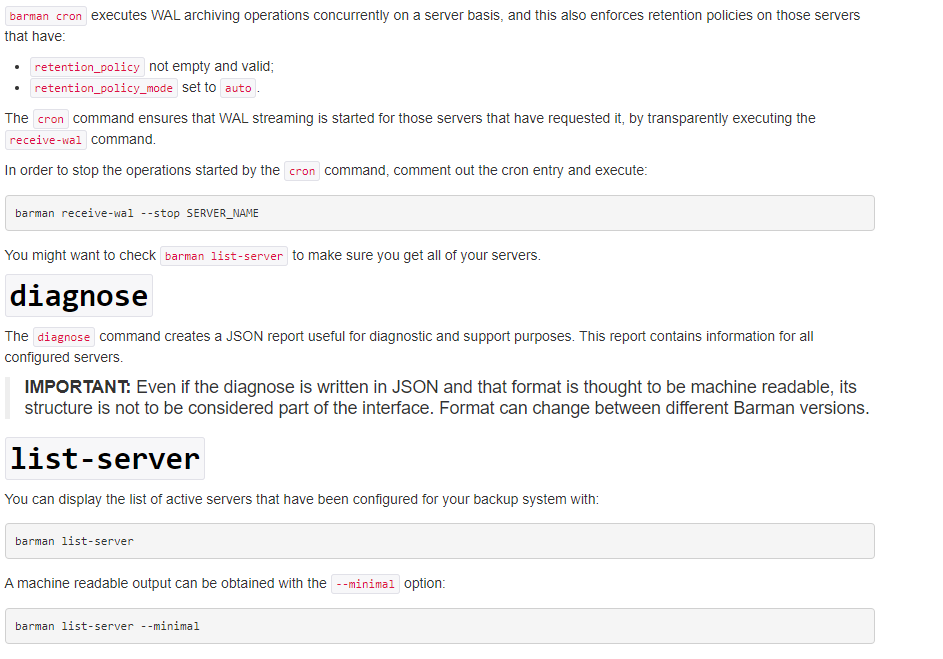 barman cron executes WAL archiving operations concurrently on a server basis, and this also enforces retention policies on those servers
that have:
• retention_policy not empty and valid;
• retention_policy_mode set to auto.
The cron command ensures that WAL streaming is started for those servers that have requested it, by transparently executing the
receive-wal command.
In order to stop the operations started by the cron command, comment out the cron entry and execute:
barman receive-wal --stop SERVER_NAME
You might want to check barman list-server to make sure you get all of your servers.
diagnose
The diagnose command creates a JSON report useful for diagnostic and support purposes. This report contains information for all
configured servers.
IMPORTANT: Even if the diagnose is written in JSON and that format is thought to be machine readable, its
structure is not to be considered part of the interface. Format can change between different Barman versions.
list-server
You can display the list of active servers that have been configured for your backup system with:
barman list-server
A machine readable output can be obtained with the --minimal option:
barman list-server --minimal